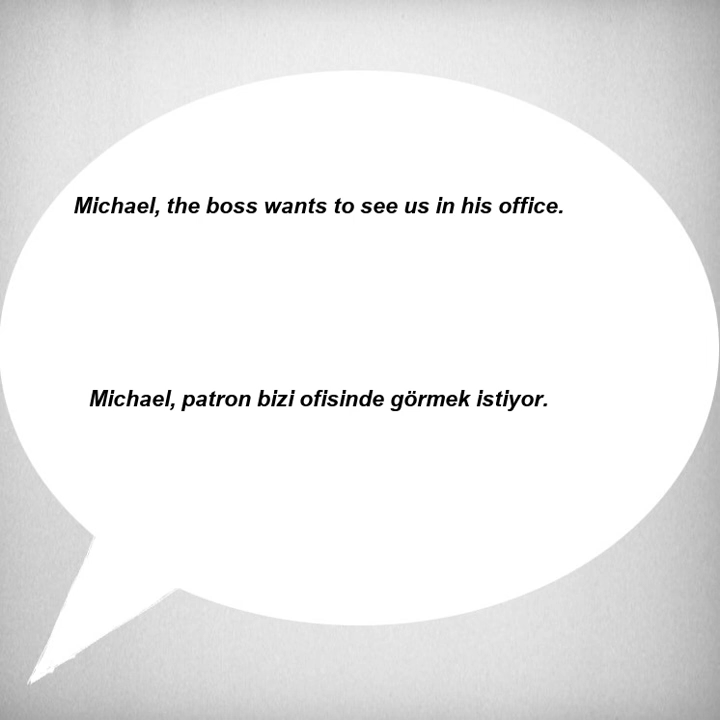 Michael, the boss wants to see us in his office.
Michael, patron bizi ofisinde görmek istiyor.